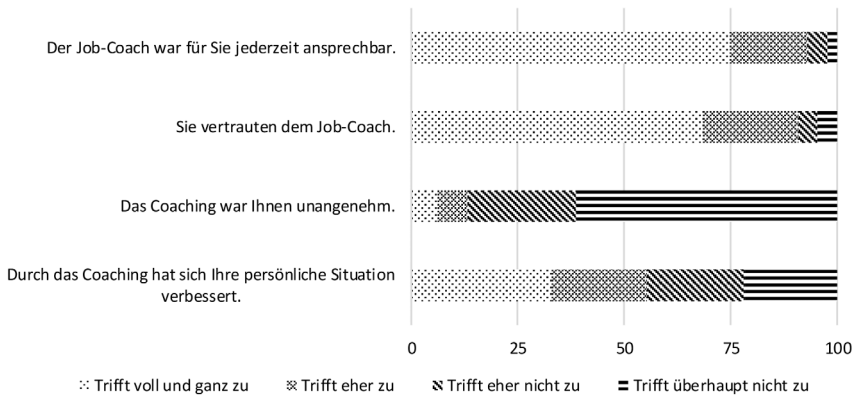 Der Job-Coach war für Sie jederzeit ansprechbar.
Sie vertrauten dem Job-Coach.
Das Coaching war Ihnen unangenehm.
Durch das Coaching hat sich Ihre persönliche Situation
verbessert.
0 25 50 75 100
Trifft voll und ganz zu Trifft eher zu Trifft eher nicht zu Trifft überhaupt nicht zu